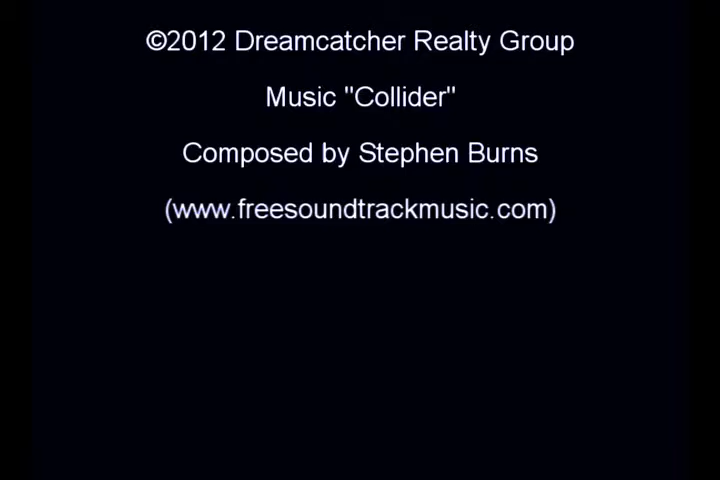 ©2012 Dreamcatcher Realty Group
Music "Collider"
Composed by Stephen Burns
(www.freesoundtrackmusic.com)